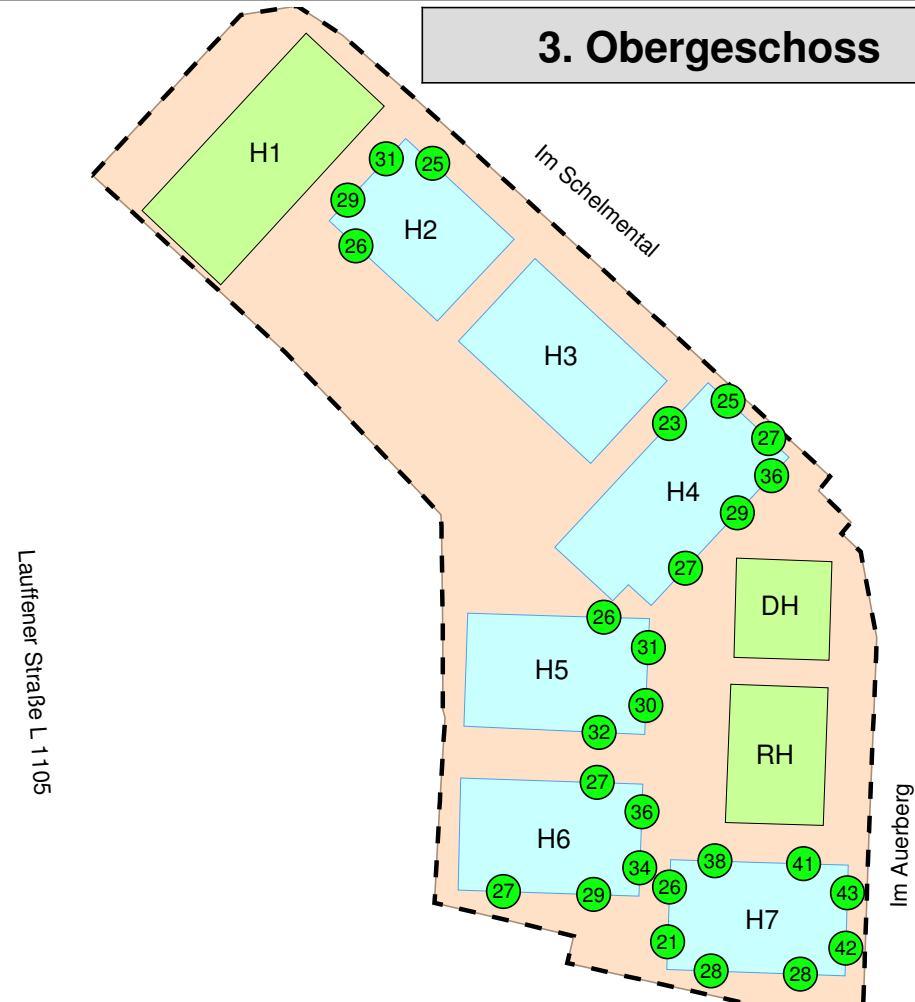 3. Obergeschoss
H1
31
25
Im Schelmental
29
H2
26
H3
25
23
27
36
H4
29
27
Lauffener Straße L 1105
DH
26
31
H5
30
32
RH
27
36
H6
Im Auerberg
34
38
41
26
27
29
43
H7
21
42
28
28